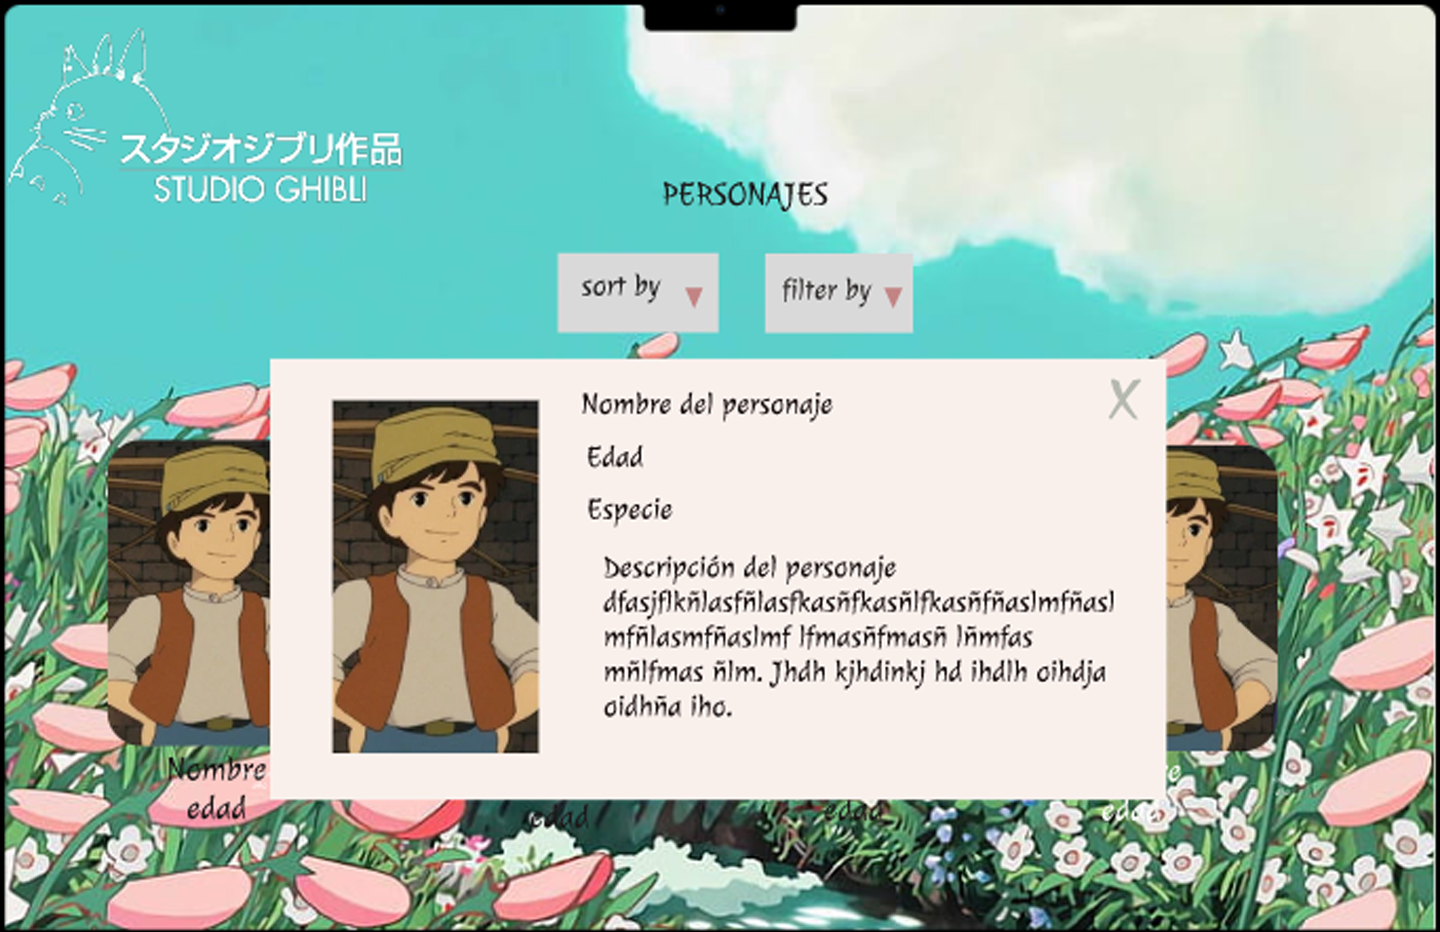 スタジオジブリ作品
STUDIO GHIBLI
PERSONAJES
sort by
filter by
X
Nombre del personaje
Edad
Especie
Descripción del personaje
dfasjflkñlasfñlasfkasñfkasñlfkasñfñaslmfñasl
mfñlasmfñaslmf lfmasñfmasñ lñmfas
mñlfmas ñlm. Jhdh kjhdinkj hd ihdlh oihdja
oidhña iho.
Nombre
edad
edad
edad
edad